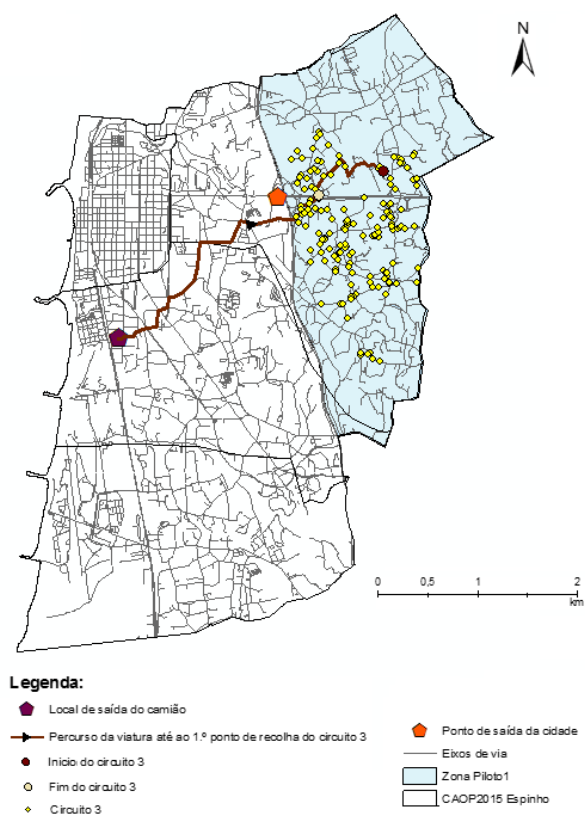 N
0 0,5 1 2
km
Legenda:
Local de saída do camião
Percurso da viatura até ao 1.º ponto de recolha do circuito 3
Inicio do circuito 3
Fim do circuito 3
Circuito 3
Ponto de saída da cidade
Eixos de via
Zona Piloto1
CAOP2015 Espinho